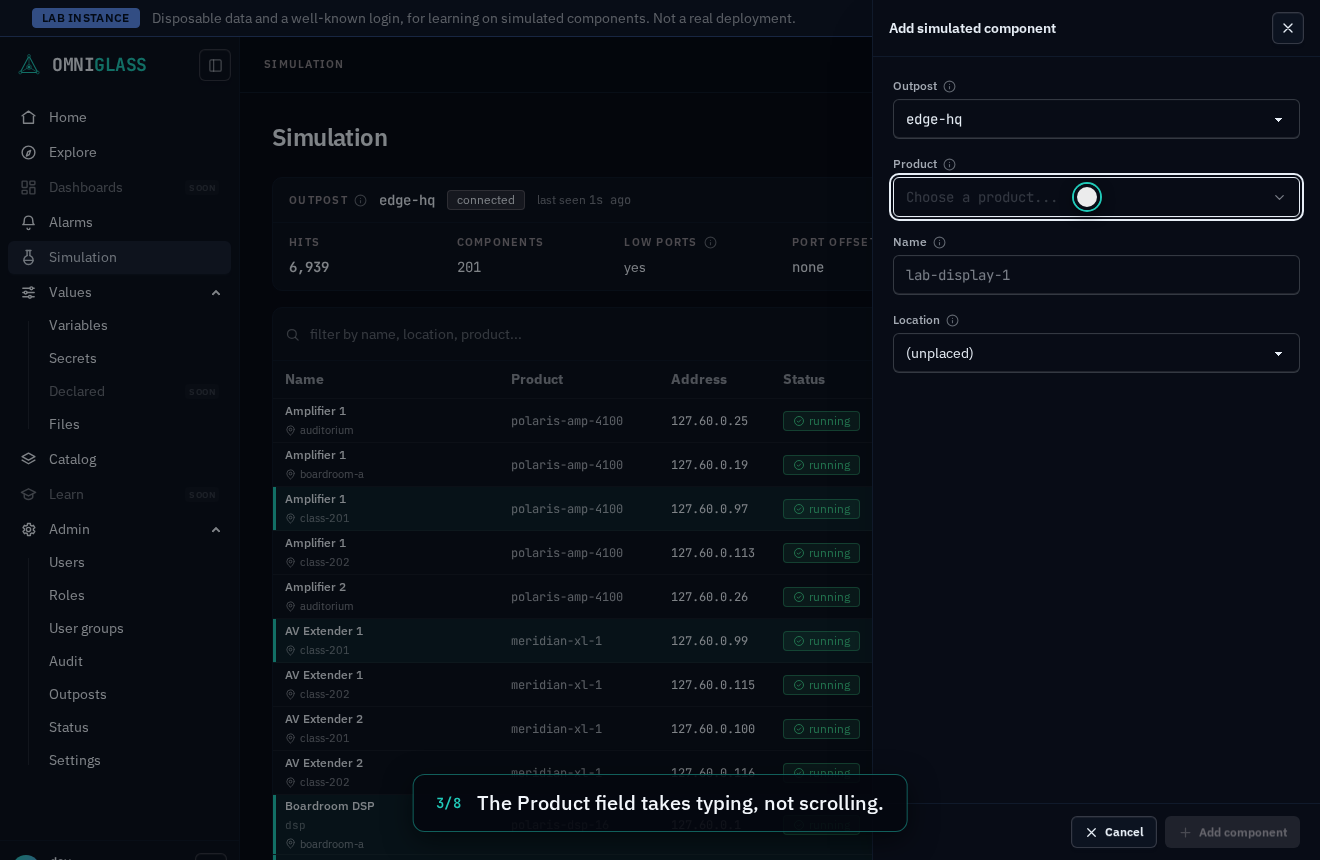 LAB INSTANCE Disposable data and a well-known login, for learning on simulated components. Not a real deployment.
OMNIGLASS
Home
Explore
Dashboards SOON
Alarms
Simulation
Values
Variables
Secrets
Declared SOON
Files
Catalog
Learn SOON
Admin
Users
Roles
User groups
Audit
Outposts
Status
Settings
SIMULATION
Simulation
OUTPOST edge-hq connected last seen 1s ago
HITS COMPONENTS LOW PORTS PORT OFFSET
6,939 201 yes none
filter by name, location, product...
Name Product Address Status
Amplifier 1 polaris-amp-4100 127.60.0.25 running
auditorium
Amplifier 1 polaris-amp-4100 127.60.0.19 running
boardroom-a
Amplifier 1 polaris-amp-4100 127.60.0.97 running
class-201
Amplifier 1 polaris-amp-4100 127.60.0.113 running
class-202
Amplifier 2 polaris-amp-4100 127.60.0.26 running
auditorium
AV Extender 1 meridian-xl-1 127.60.0.99 running
class-201
AV Extender 1 meridian-xl-1 127.60.0.115 running
class-202
AV Extender 2 meridian-xl-1 127.60.0.100 running
class-201
AV Extender 2 meridian-xl-1 127.60.0.116 running
class-202
Boardroom DSP
dsp
boardroom-a
3/8 The Product field takes typing, not scrolling.
Add simulated component
Outpost
edge-hq
Product
Choose a product...
Name
lab-display-1
Location
(unplaced)
Cancel Add component